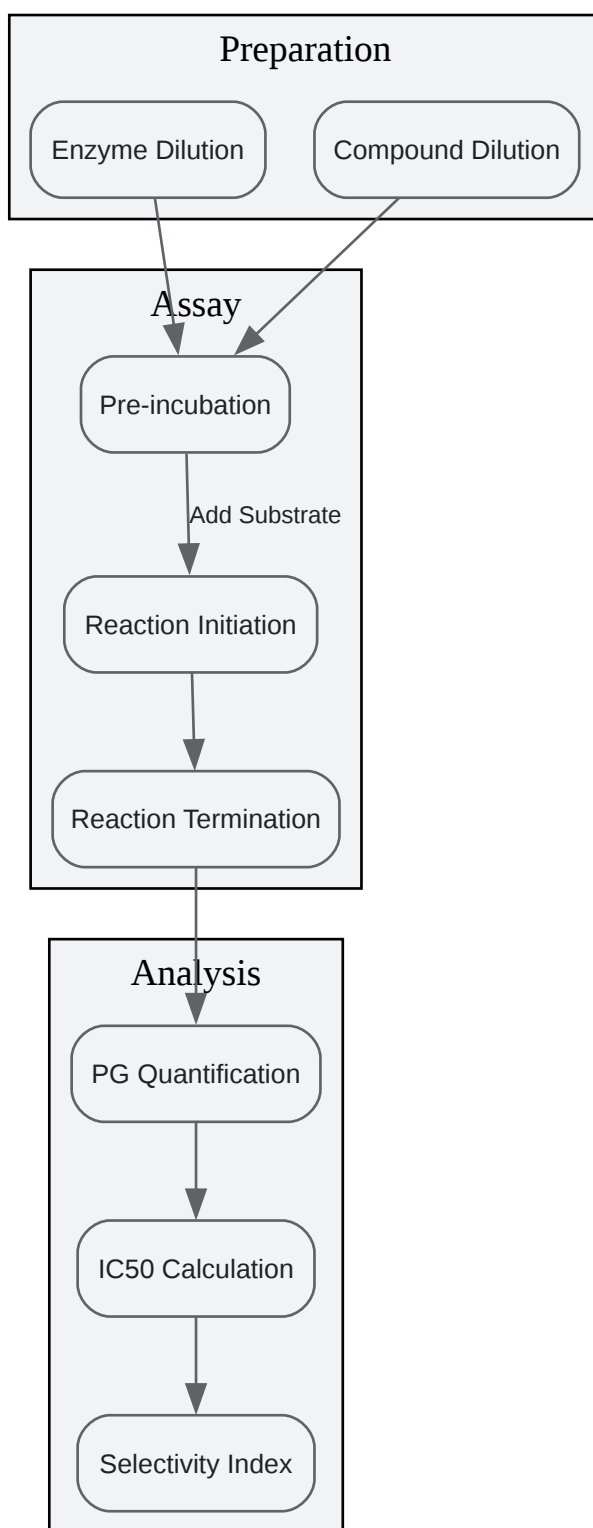 Preparation
Enzyme Dilution
Compound Dilution
Assay
Pre-incubation
Add Substrate
Reaction Initiation
Reaction Termination
Analysis
PG Quantification
IC50 Calculation
Selectivity Index